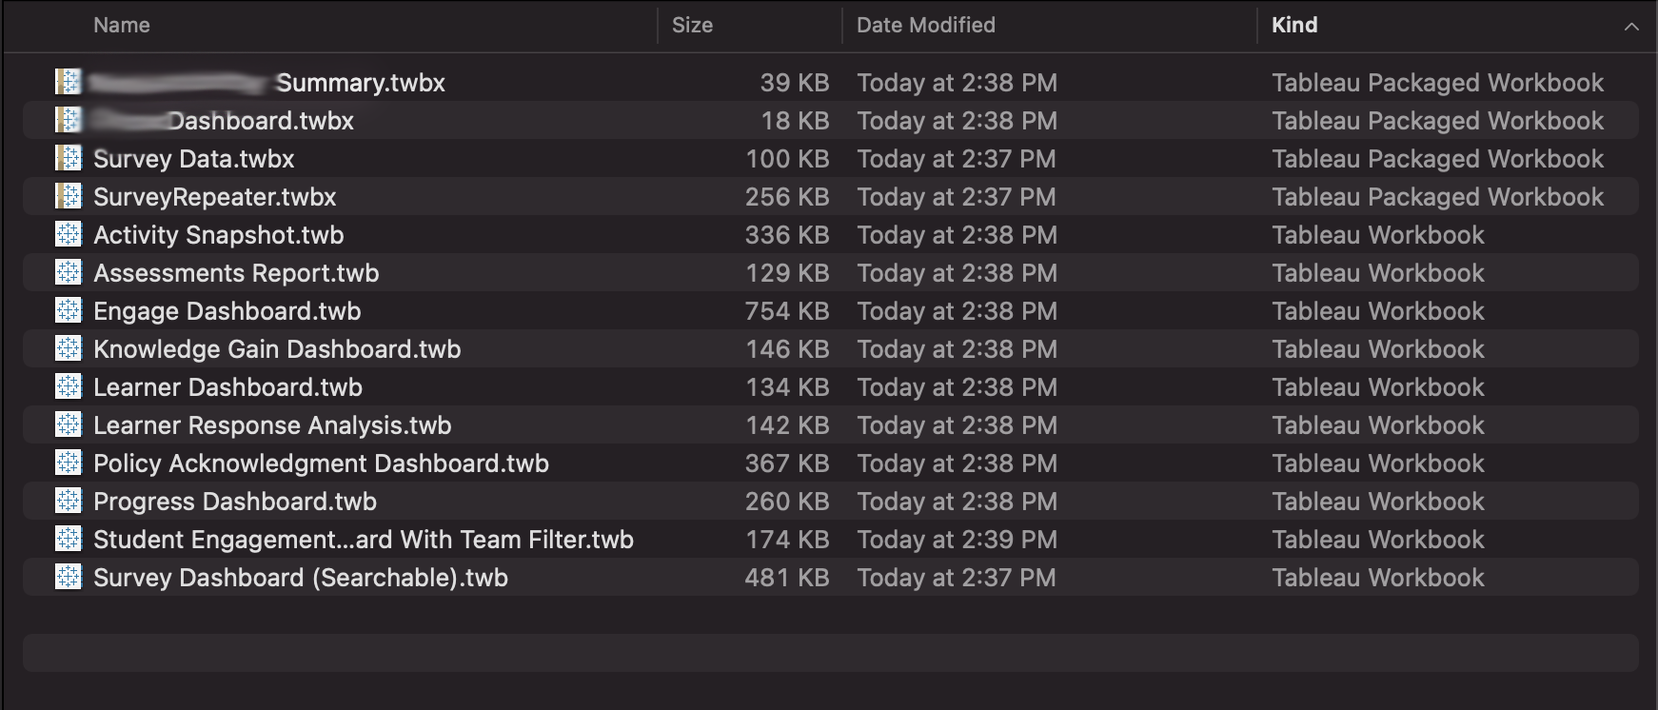 Name Size Date Modified Kind
Summary.twbx 39 KB Today at 2:38 PM Tableau Packaged Workbook
Dashboard.twbx 18 KB Today at 2:38 PM Tableau Packaged Workbook
Survey Data.twbx 100 KB Today at 2:37 PM Tableau Packaged Workbook
SurveyRepeater.twbx 256 KB Today at 2:37 PM Tableau Packaged Workbook
Activity Snapshot.twb 336 KB Today at 2:38 PM Tableau Workbook
Assessments Report.twb 129 KB Today at 2:38 PM Tableau Workbook
Engage Dashboard.twb 754 KB Today at 2:38 PM Tableau Workbook
Knowledge Gain Dashboard.twb 146 KB Today at 2:38 PM Tableau Workbook
Learner Dashboard.twb 134 KB Today at 2:38 PM Tableau Workbook
Learner Response Analysis.twb 142 KB Today at 2:38 PM Tableau Workbook
Policy Acknowledgment Dashboard.twb 367 KB Today at 2:38 PM Tableau Workbook
Progress Dashboard.twb 260 KB Today at 2:38 PM Tableau Workbook
Student Engagement...ard With Team Filter.twb 174 KB Today at 2:39 PM Tableau Workbook
Survey Dashboard (Searchable).twb 481 KB Today at 2:37 PM Tableau Workbook